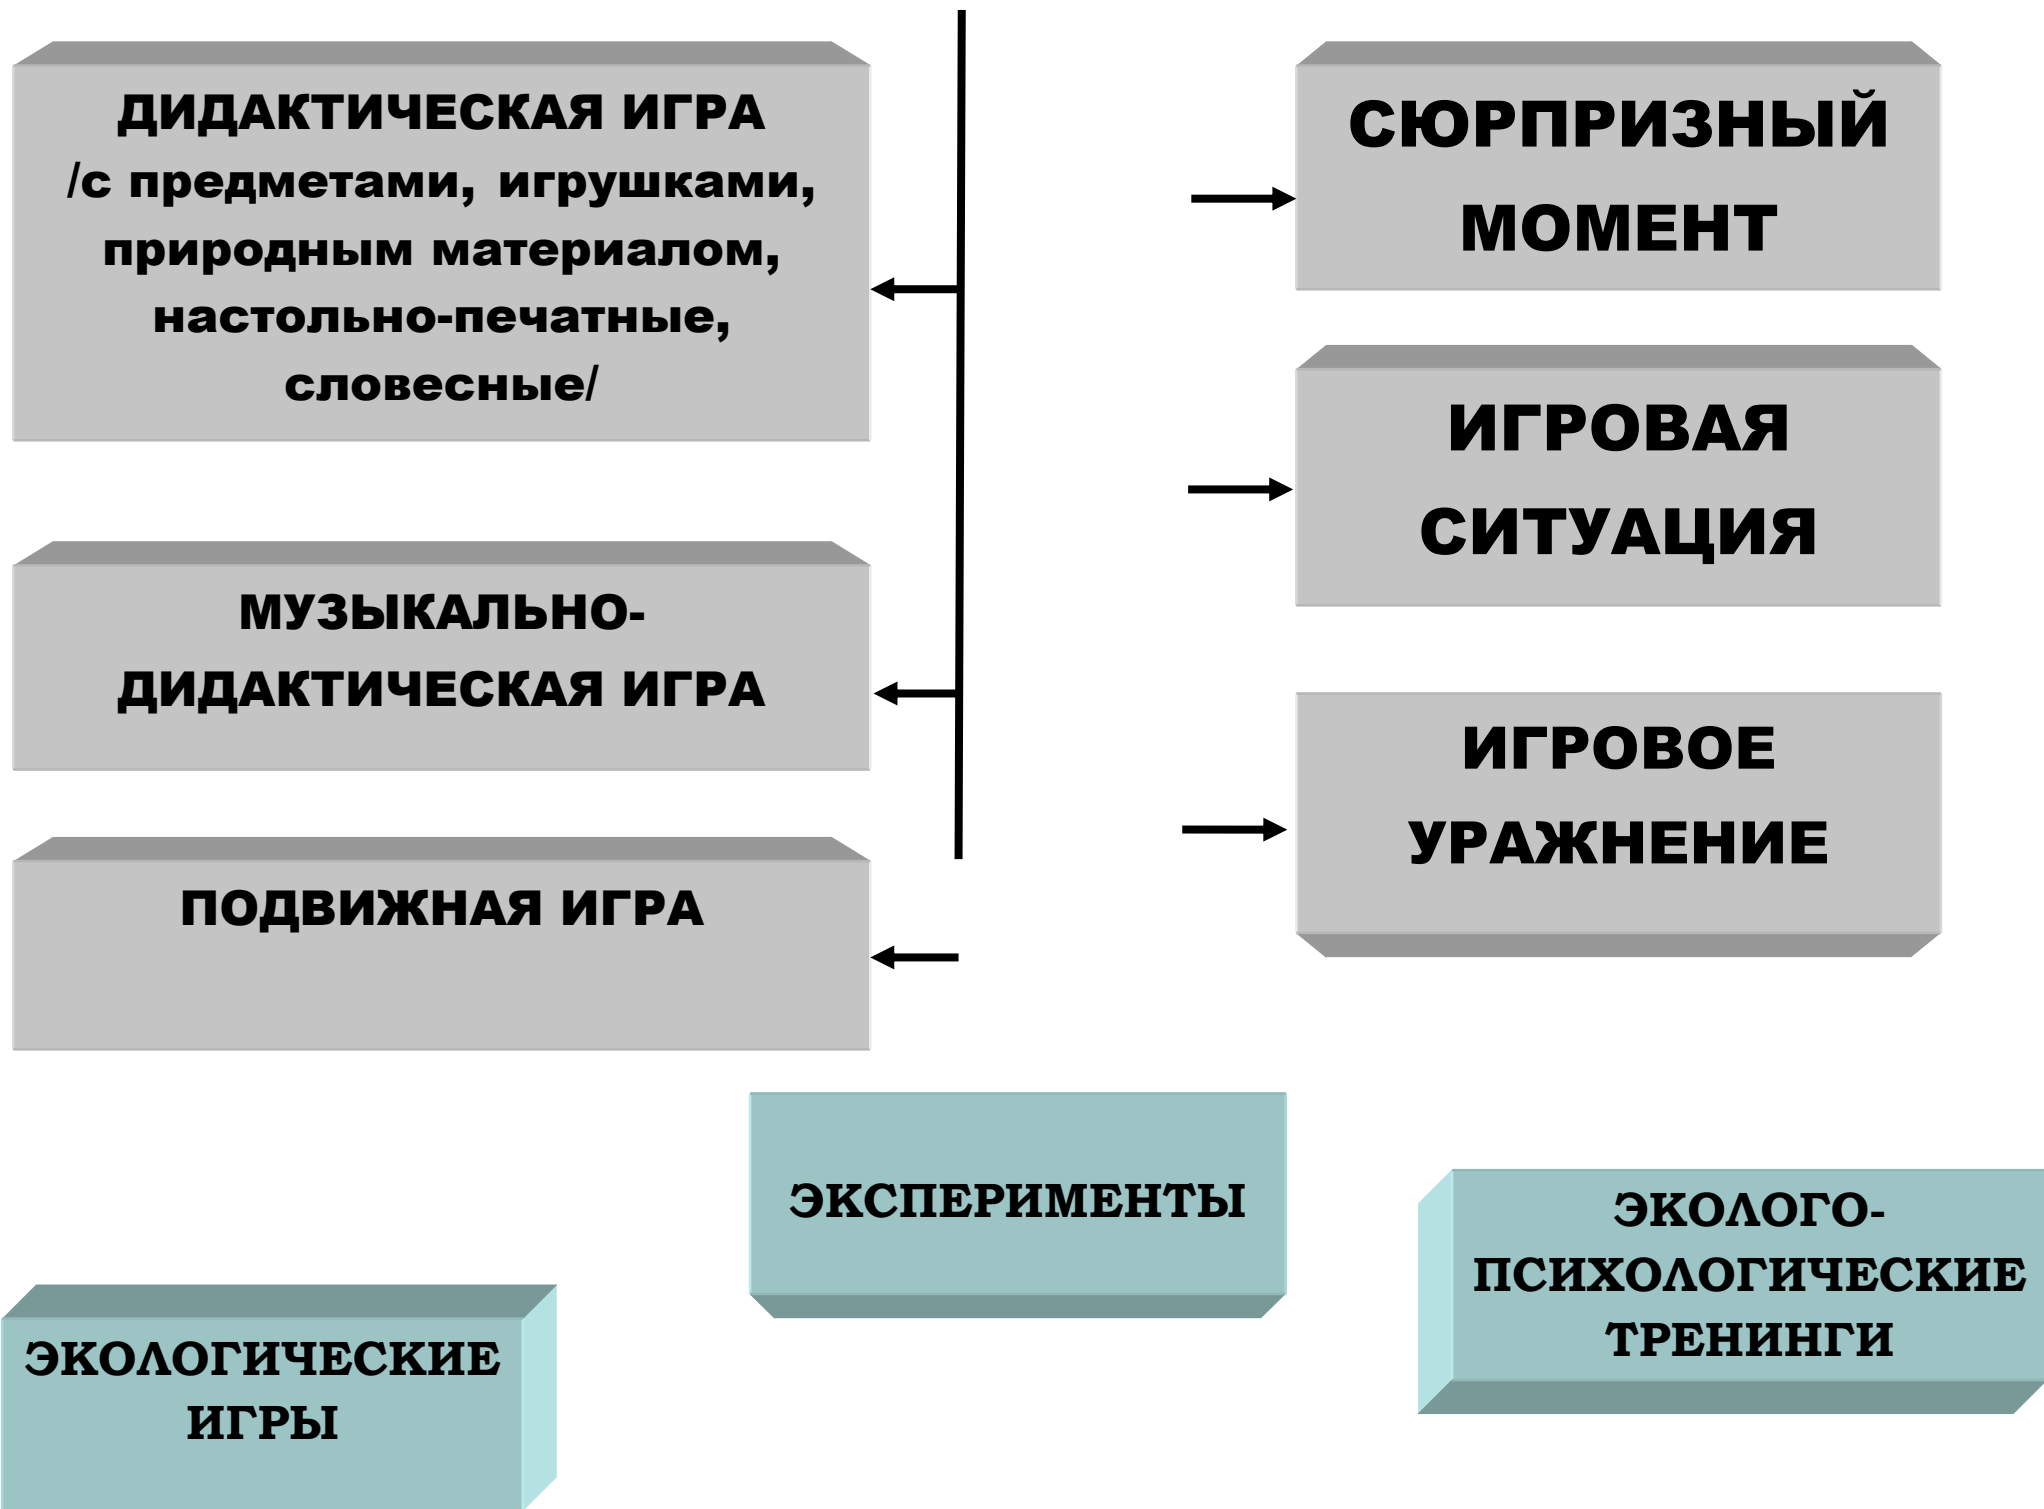 ДИДАКТИЧЕСКАЯ ИГРА
/с предметами, игрушками,
природным материалом,
настольно-печатные,
словесные/
МУЗЫКАЛЬНО-
ДИДАКТИЧЕСКАЯ ИГРА
ПОДВИЖНАЯ ИГРА
СЮРПРИЗНЫЙ
МОМЕНТ
ИГРОВАЯ
СИТУАЦИЯ
ИГРОВОЕ
УРАЖНЕНИЕ
ЭКСПЕРИМЕНТЫ
ЭКОЛОГО-
ПСИХОЛОГИЧЕСКИЕ
ТРЕНИНГИ
ЭКОЛОГИЧЕСКИЕ
ИГРЫ